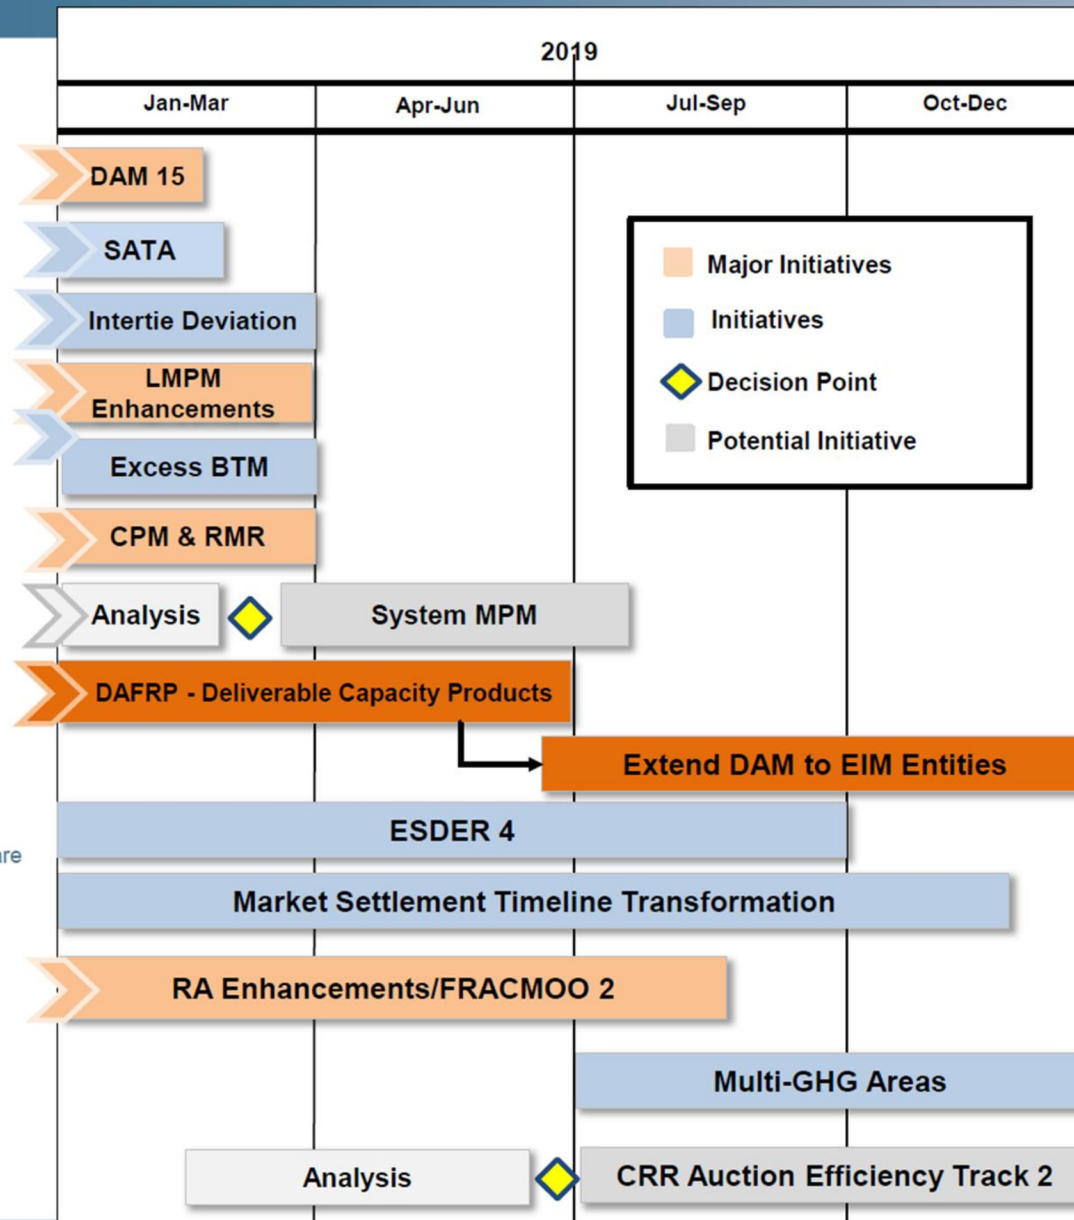 2019
Jan-Mar
Apr-Jun
Jul-Sep
Oct-Dec
DAM 15
SATA
Intertie Deviation
LMPM
Enhancements
Excess BTM
CPM & RMR
Major Initiatives
Initiatives
Decision Point
Potential Initiative
Analysis
System MPM
DAFRP - Deliverable Capacity Products
Extend DAM to EIM Entities
ESDER 4
are
Market Settlement Timeline Transformation
RA Enhancements/FRACMOO 2
Multi-GHG Areas
Analysis
CRR Auction Efficiency Track 2